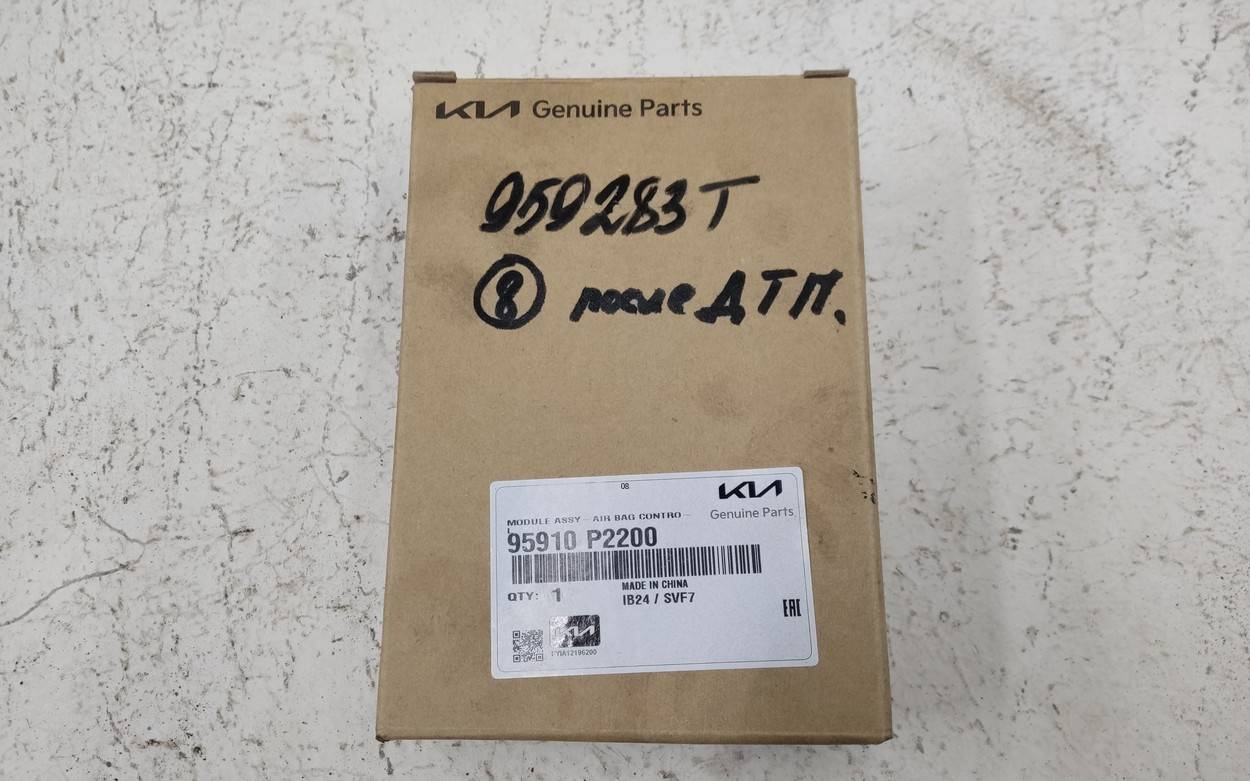 KIA Genuine Parts
959283T
8 после ДТП.
08
KIA
Genuine Parts
MODULE ASSY - AIR BAG CONTRO -
L
95910 P2200
MADE IN CHINA
QTY: 1
IB24 / SVF7
EAC
KIA